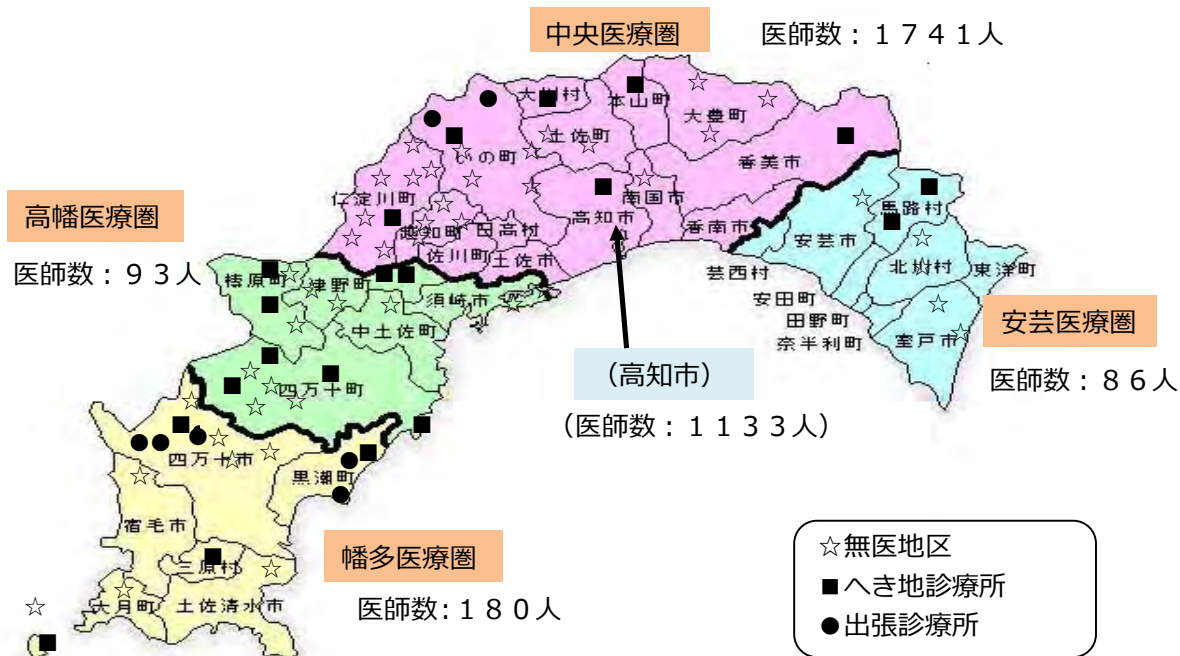 中央医療圏
医師数：１７４１人
大川村
本山町
大豊町
土佐町
いの町
香美市
仁淀川町
高知市
南国市
馬路村
高幡医療圏
越知町
日高村
香南市
安芸市
医師数：９３人
佐川町
土佐市
芸西村
北川村
東洋町
梼原町
津野町
須崎市
安田町
田野町
奈半利町
室戸市
安芸医療圏
中土佐町
医師数：８６人
（高知市）
四万十町
（医師数：１１３３人）
四万十市
黒潮町
宿毛市
幡多医療圏
三原村
医師数：１８０人
大月町
土佐清水市
☆無医地区
■へき地診療所
●出張診療所